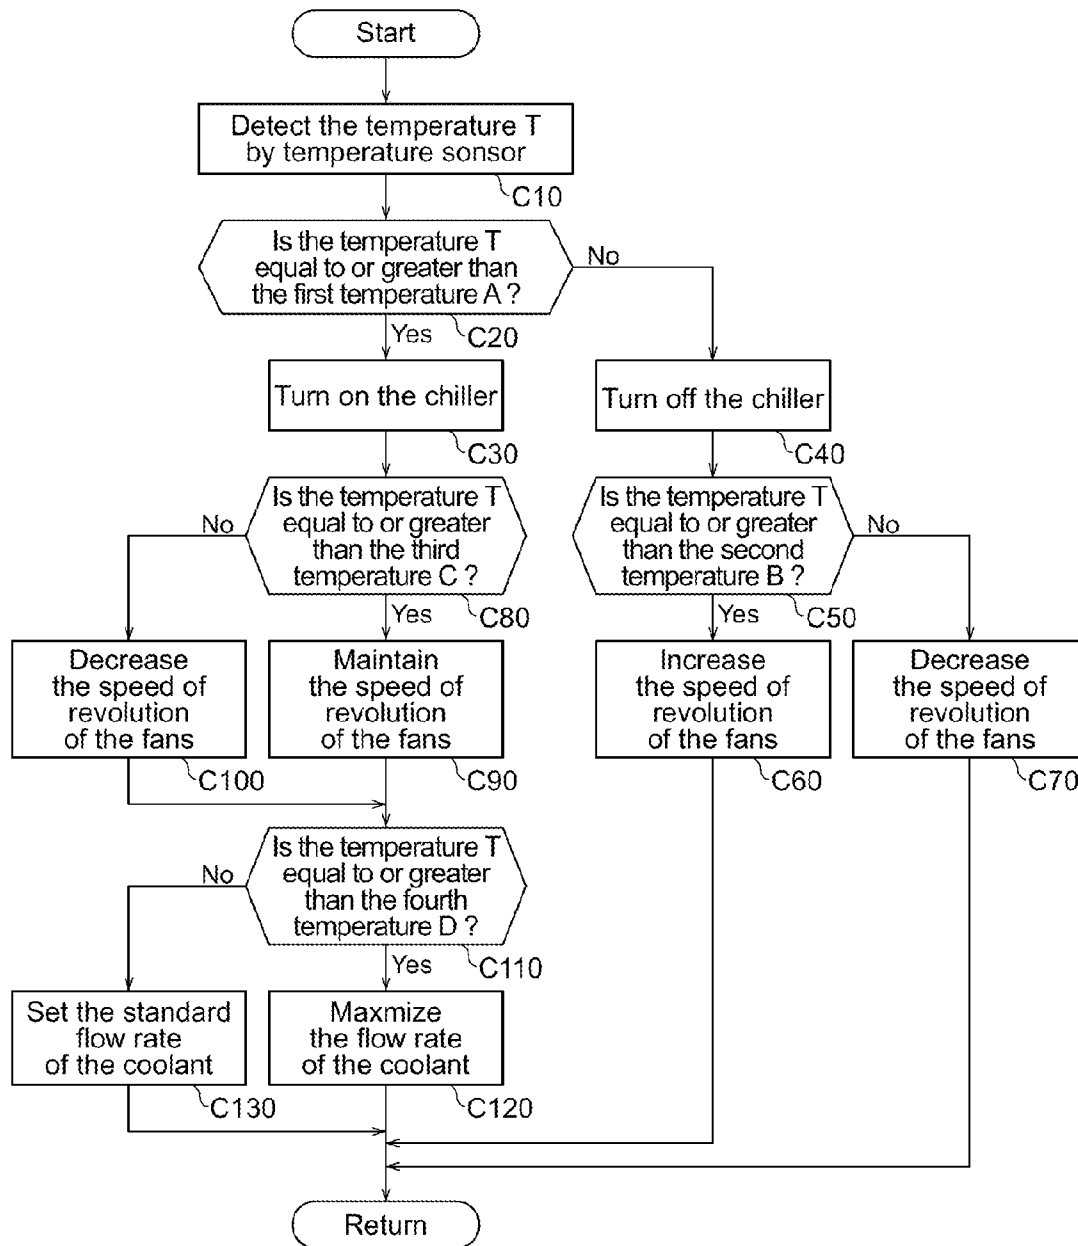 Start
Detect the temperature T
by temperature sonsor
C10
Is the temperature T
equal to or greater than
the first temperature A ?
No
Yes
C20
Turn on the chiller
C30
Turn off the chiller
C40
Is the temperature T
equal to or greater
than the third
temperature C ?
No
Yes
C80
Is the temperature T
equal to or greater
than the second
temperature B ?
No
Yes
C50
Decrease
the speed of
revolution
of the fans
C100
Maintain
the speed of
revolution
of the fans
C90
Increase
the speed of
revolution
of the fans
C60
Decrease
the speed of
revolution
of the fans
C70
Is the temperature T
equal to or greater
than the fourth
temperature D ?
No
Yes
C110
Set the standard
flow rate
of the coolant
C130
Maxmize
the flow rate
of the coolant
C120
Return